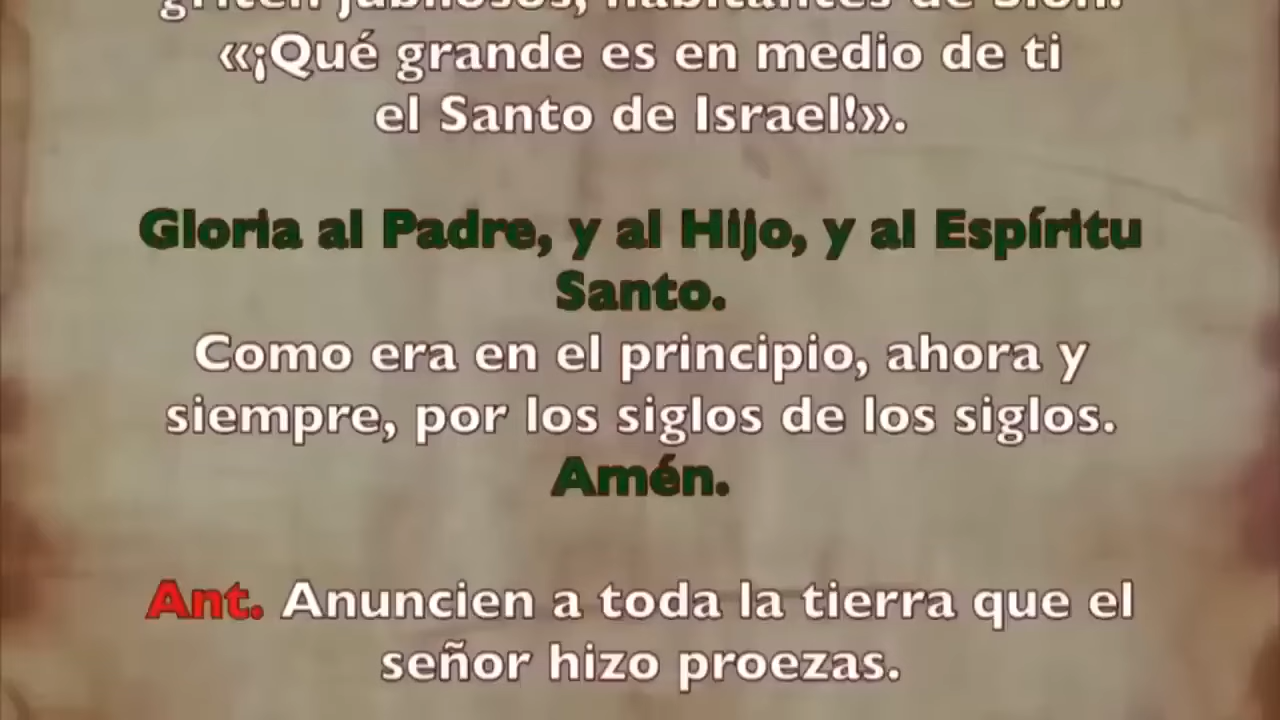 griten jubilosos, habitantes de Sión:
«¡Qué grande es en medio de ti
el Santo de Israel!».
Gloria al Padre, y al Hijo, y al Espíritu
Santo.
Como era en el principio, ahora y
siempre, por los siglos de los siglos.
Amén.
Ant. Anuncien a toda la tierra que el
señor hizo proezas.